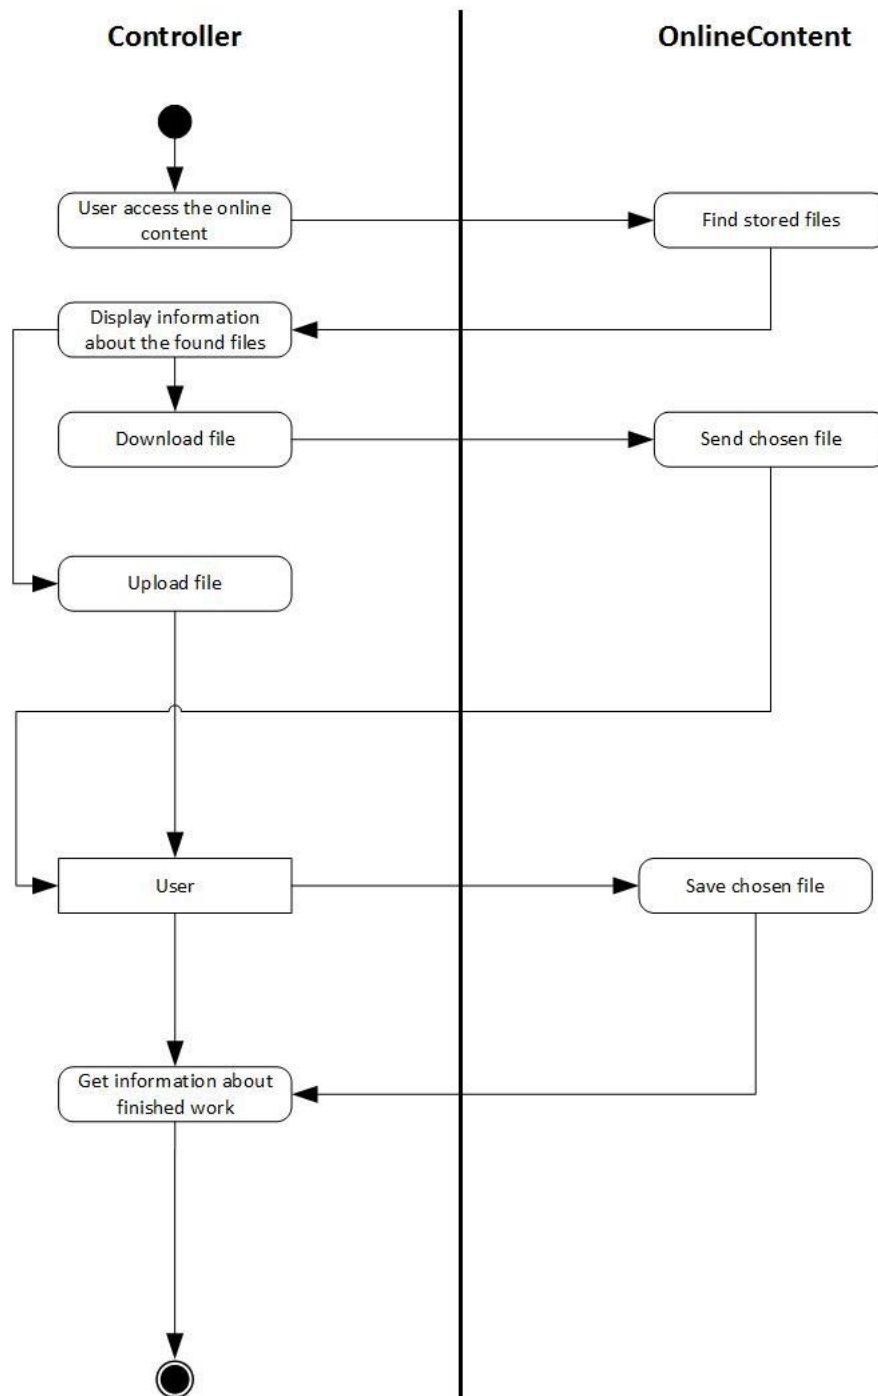 Controller
OnlineContent
User access the online
content
Find stored files
Display information
about the found files
Download file
Send chosen file
Upload file
User
Save chosen file
Get information about
finished work